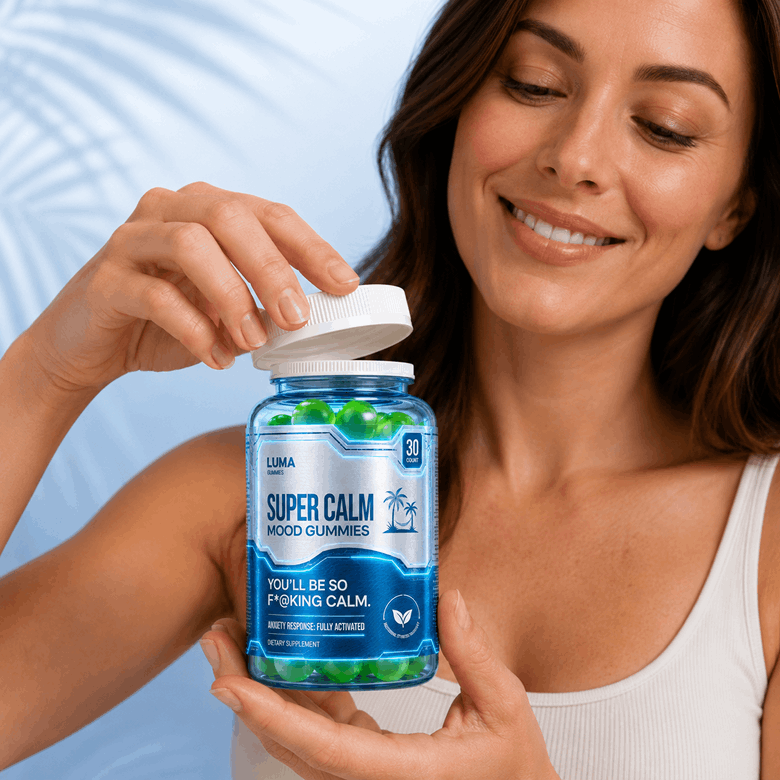 LUMA
GUMMIES
30
COUNT
SUPER CALM
MOOD GUMMIES
YOU'LL BE SO
F*@KING CALM.
ANXIETY RESPONSE: FULLY ACTIVATED
DIETARY SUPPLEMENT